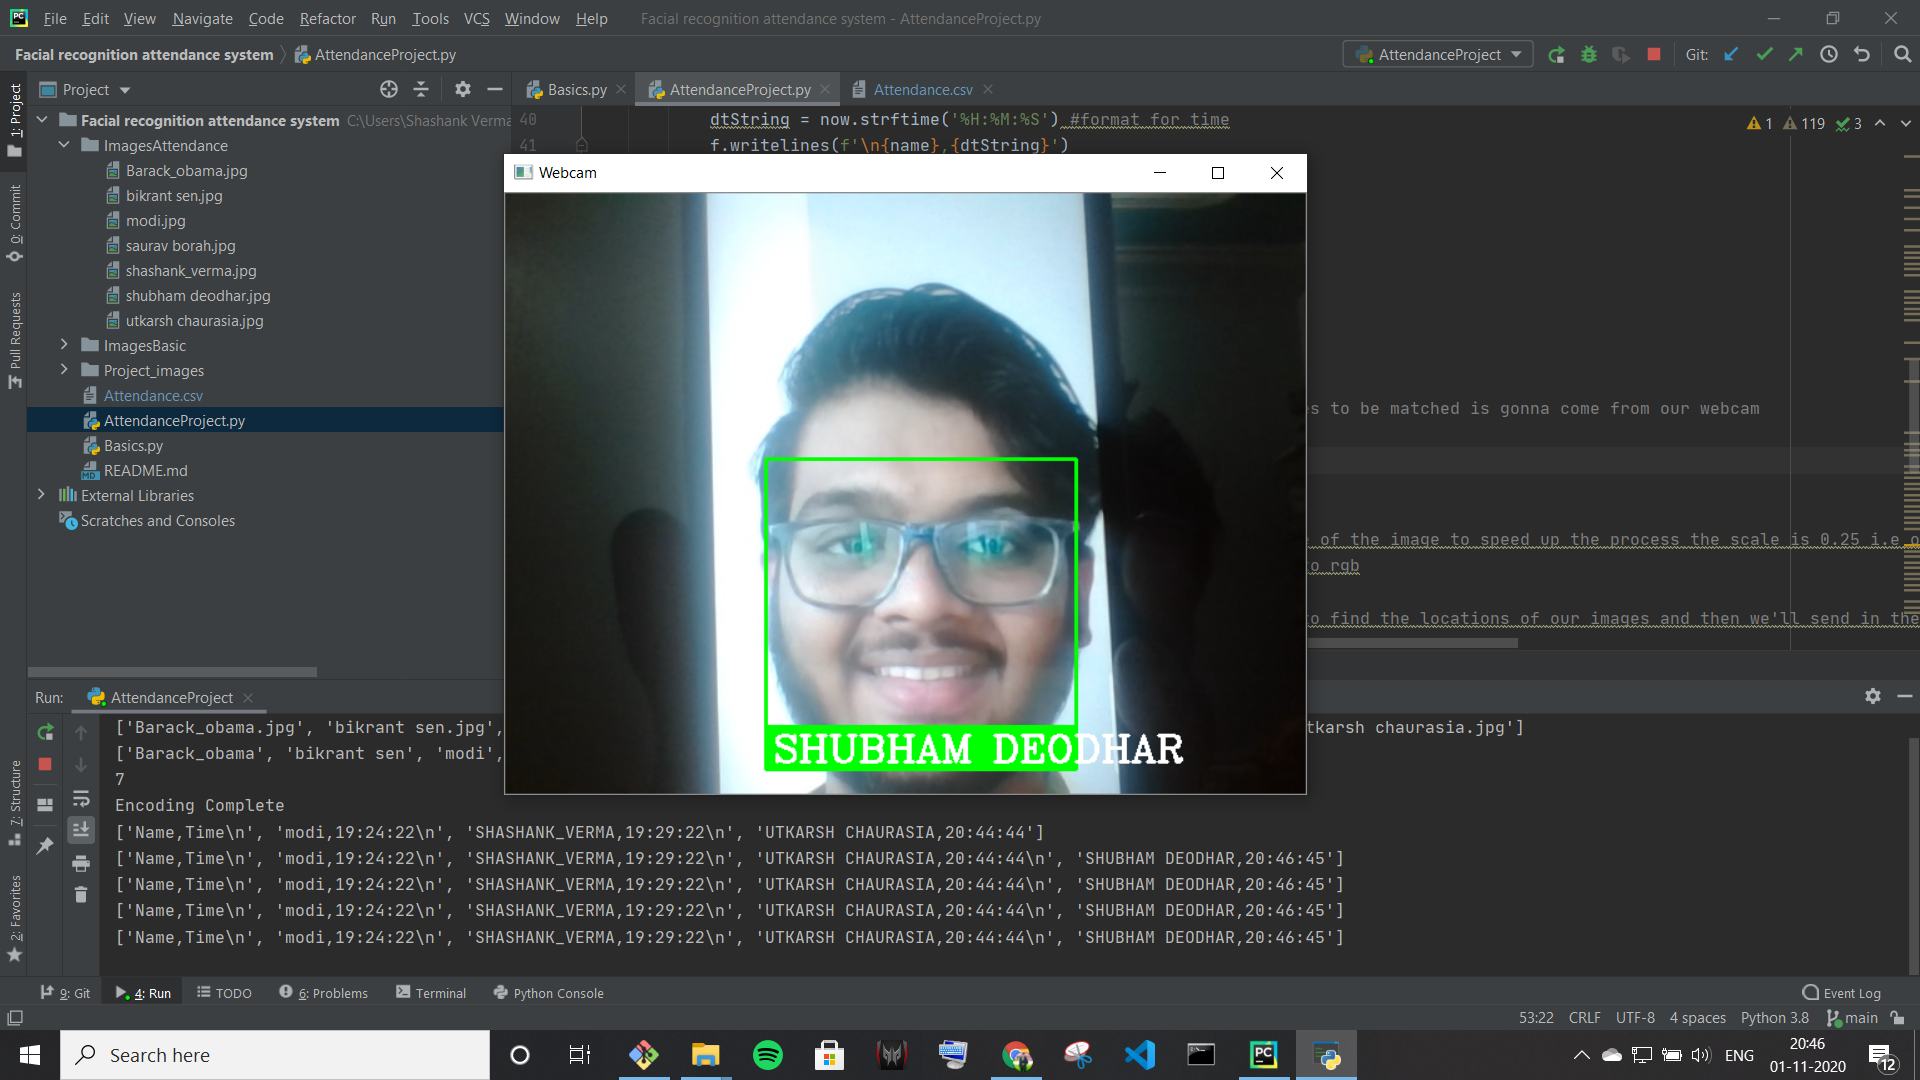 File Edit View Navigate Code Refactor Run Tools VCS Window Help Facial recognition attendance system - AttendanceProject.py
Facial recognition attendance system AttendanceProject.py AttendanceProject Git:
Project Basics.py AttendanceProject.py Attendance.csv
1: Project
0: Commit
Pull Requests
7: Structure
2: Favorites
Facial recognition attendance system C:\Users\Shashank Verma
ImagesAttendance
Barack_obama.jpg
bikrant sen.jpg
modi.jpg
saurav borah.jpg
shashank_verma.jpg
shubham deodhar.jpg
utkarsh chaurasia.jpg
ImagesBasic
Project_images
Attendance.csv
AttendanceProject.py
Basics.py
README.md
External Libraries
Scratches and Consoles
40 dtString = now.strftime('%H:%M:%S') #format for time
41 f.writelines(f'\n{name},{dtString}')
1 119 3
Webcam
SHUBHAM DEODHAR
s to be matched is gonna come from our webcam
of the image to speed up the process the scale is 0.25 i.e o
o rgb
to find the locations of our images and then we'll send in the
Run: AttendanceProject
['Barack_obama.jpg', 'bikrant sen.jpg', tkarsh chaurasia.jpg']
['Barack_obama', 'bikrant sen', 'modi',
7
Encoding Complete
['Name,Time\n', 'modi,19:24:22\n', 'SHASHANK_VERMA,19:29:22\n', 'UTKARSH CHAURASIA,20:44:44']
['Name,Time\n', 'modi,19:24:22\n', 'SHASHANK_VERMA,19:29:22\n', 'UTKARSH CHAURASIA,20:44:44\n', 'SHUBHAM DEODHAR,20:46:45']
['Name,Time\n', 'modi,19:24:22\n', 'SHASHANK_VERMA,19:29:22\n', 'UTKARSH CHAURASIA,20:44:44\n', 'SHUBHAM DEODHAR,20:46:45']
['Name,Time\n', 'modi,19:24:22\n', 'SHASHANK_VERMA,19:29:22\n', 'UTKARSH CHAURASIA,20:44:44\n', 'SHUBHAM DEODHAR,20:46:45']
['Name,Time\n', 'modi,19:24:22\n', 'SHASHANK_VERMA,19:29:22\n', 'UTKARSH CHAURASIA,20:44:44\n', 'SHUBHAM DEODHAR,20:46:45']
9: Git 4: Run TODO 6: Problems Terminal Python Console Event Log
53:22 CRLF UTF-8 4 spaces Python 3.8 main
Search here PC ENG 20:46
01-11-2020
12